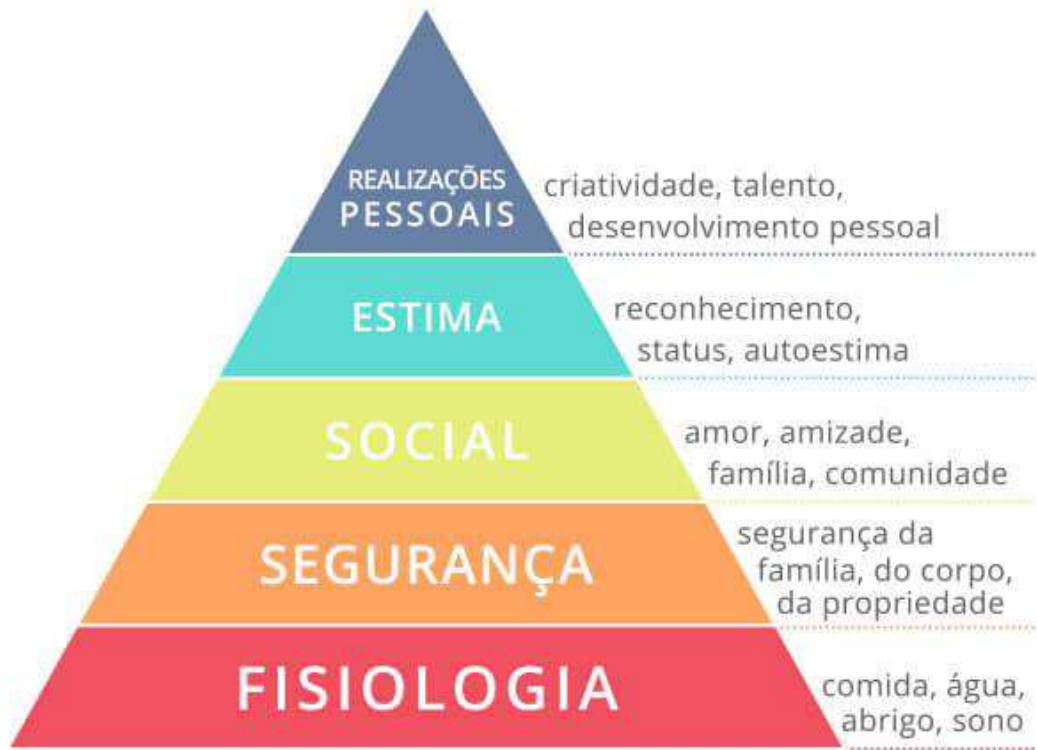 REALIZAÇÕES
PESSOAIS
criatividade, talento,
desenvolvimento pessoal
ESTIMA
reconhecimento,
status, autoestima
SOCIAL
amor, amizade,
família, comunidade
SEGURANÇA
segurança da
família, do corpo,
da propriedade
FISIOLOGIA
comida, água,
abrigo, sono